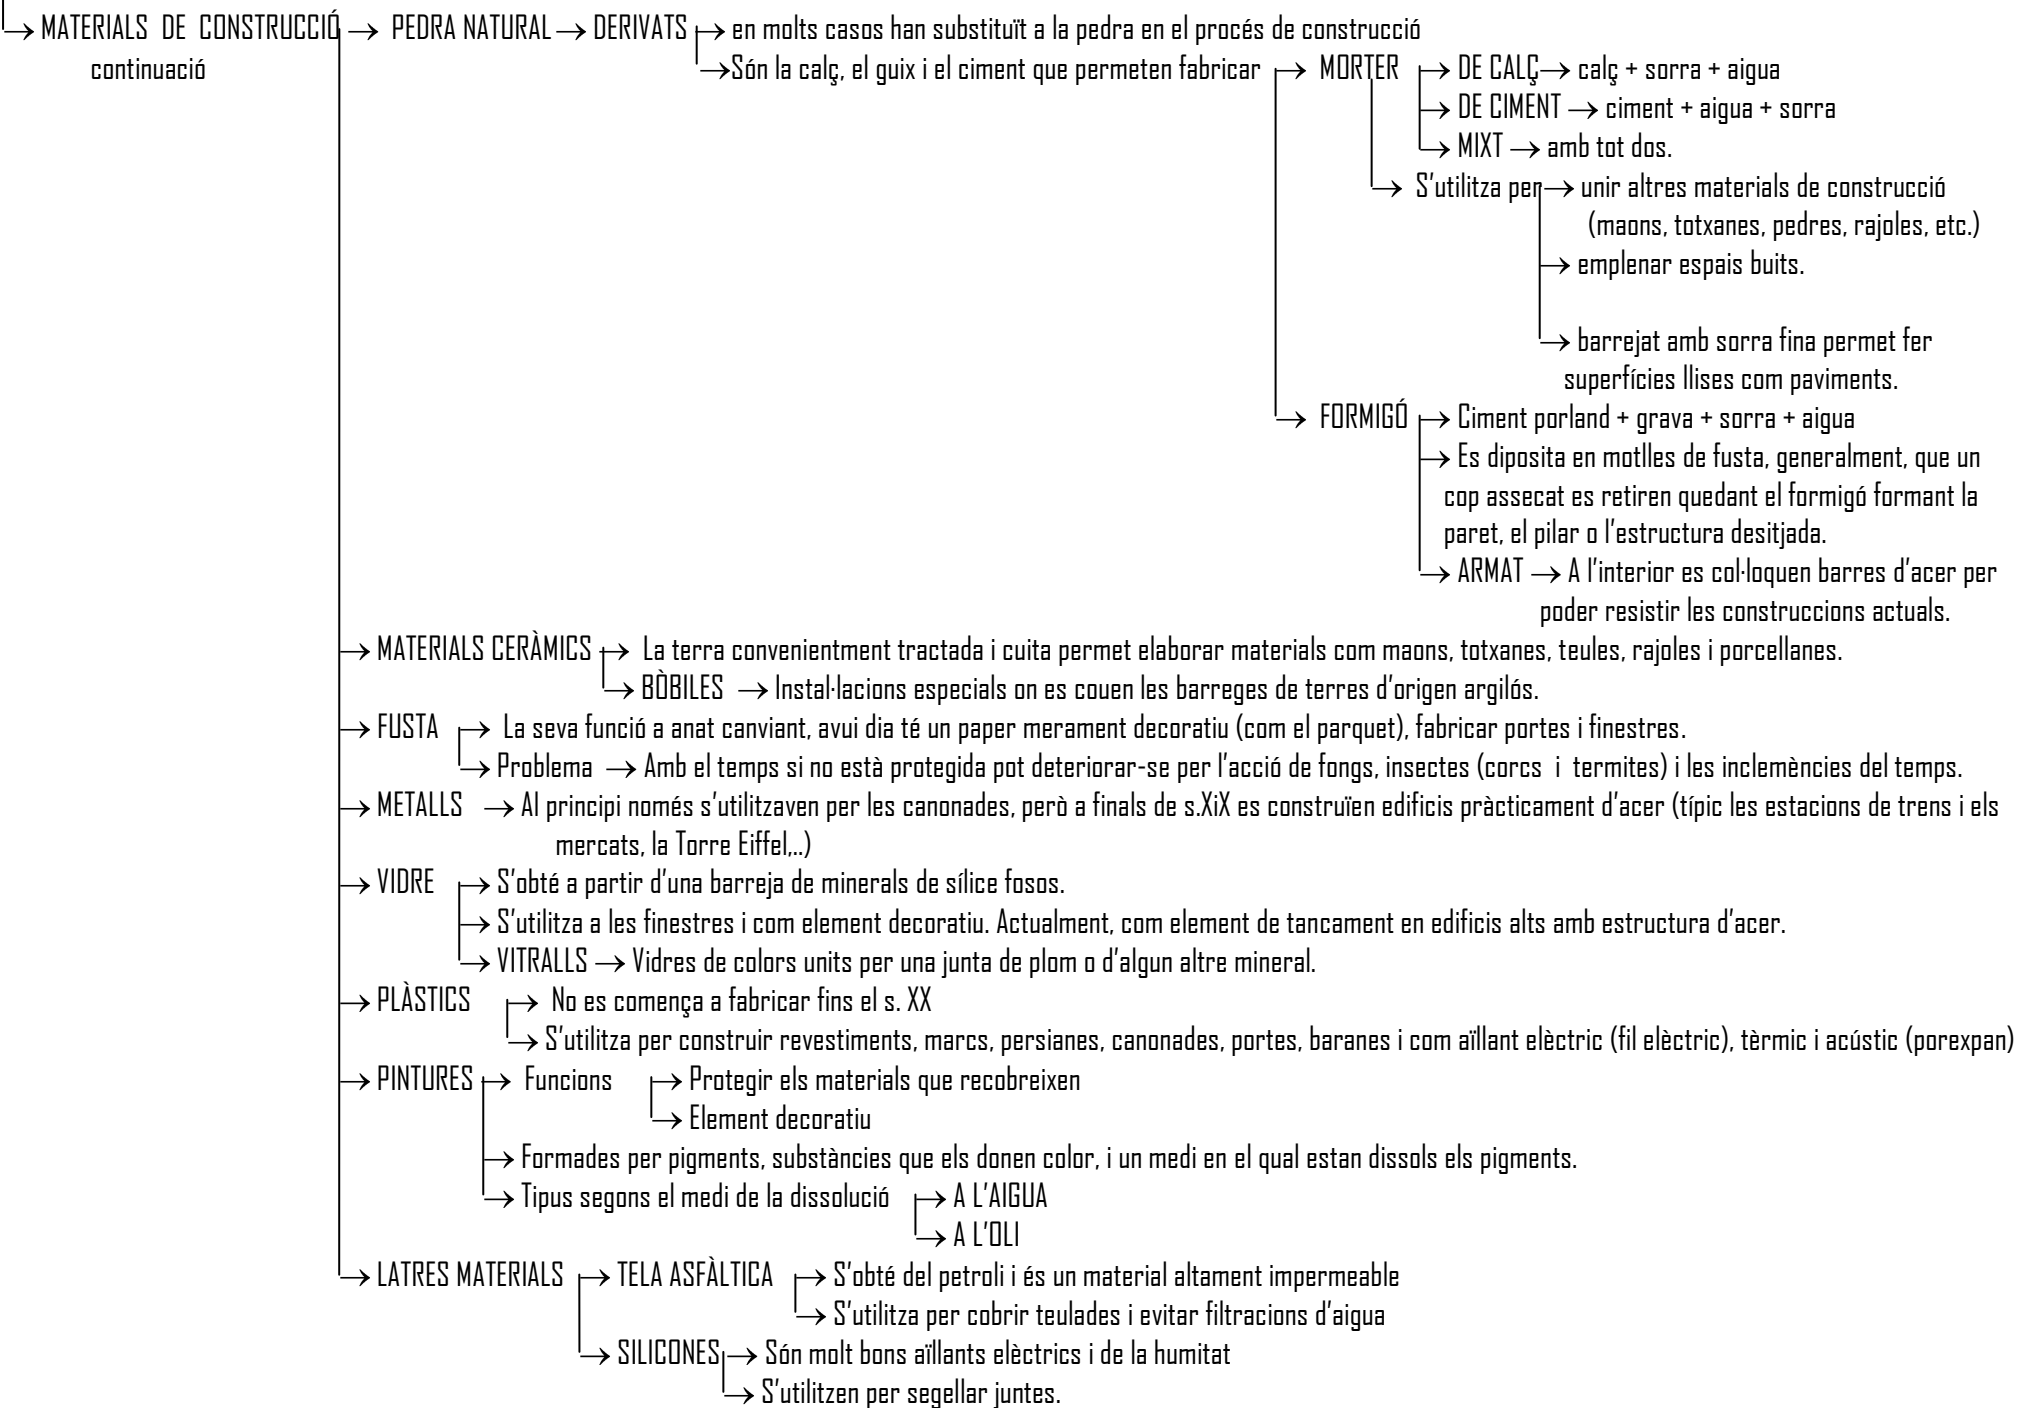 → MATERIALS DE CONSTRUCCIÓ → PEDRA NATURAL → DERIVATS → en molts casos han substituït a la pedra en el procés de construcció
continuació → Són la calç, el guix i el ciment que permeten fabricar → MORTER → DE CALÇ → calç + sorra + aigua
→ DE CIMENT → ciment + aigua + sorra
→ MIXT → amb tot dos.
→ S'utilitza per → unir altres materials de construcció
(maons, totxanes, pedres, rajoles, etc.)
→ emplenar espais buits.
→ barrejat amb sorra fina permet fer
superfícies llises com paviments.
→ FORMIGÓ → Ciment porland + grava + sorra + aigua
→ Es diposita en motlles de fusta, generalment, que un
cop assecat es retiren quedant el formigó formant la
paret, el pilar o l'estructura desitjada.
→ ARMAT → A l'interior es col·loquen barres d'acer per
poder resistir les construccions actuals.
→ MATERIALS CERÀMICS → La terra convenientment tractada i cuita permet elaborar materials com maons, totxanes, teules, rajoles i porcellanes.
→ BÒBILES → Instal·lacions especials on es couen les barreges de terres d'origen argilós.
→ FUSTA → La seva funció a anat canviant, avui dia té un paper merament decoratiu (com el parquet), fabricar portes i finestres.
→ Problema → Amb el temps si no està protegida pot deteriorar-se per l'acció de fongs, insectes (corcs i termites) i les inclemències del temps.
→ METALLS → Al principi només s'utilitzaven per les canonades, però a finals de s.XiX es construïen edificis pràcticament d'acer (típic les estacions de trens i els
mercats, la Torre Eiffel,..)
→ VIDRE → S'obté a partir d'una barreja de minerals de sílice fosos.
→ S'utilitza a les finestres i com element decoratiu. Actualment, com element de tancament en edificis alts amb estructura d'acer.
→ VITRALLS → Vidres de colors units per una junta de plom o d'algun altre mineral.
→ PLÀSTICS → No es comença a fabricar fins el s. XX
→ S'utilitza per construir revestiments, marcs, persianes, canonades, portes, baranes i com aïllant elèctric (fil elèctric), tèrmic i acústic (porexpan)
→ PINTURES → Funcions → Protegir els materials que recobreixen
→ Element decoratiu
→ Formades per pigments, substàncies que els donen color, i un medi en el qual estan dissols els pigments.
→ Tipus segons el medi de la dissolució → A L'AIGUA
→ A L'OLI
→ LATRES MATERIALS → TELA ASFÀLTICA → S'obté del petroli i és un material altament impermeable
→ S'utilitza per cobrir teulades i evitar filtracions d'aigua
→ SILICONES → Són molt bons aïllants elèctrics i de la humitat
→ S'utilitzen per segellar juntes.